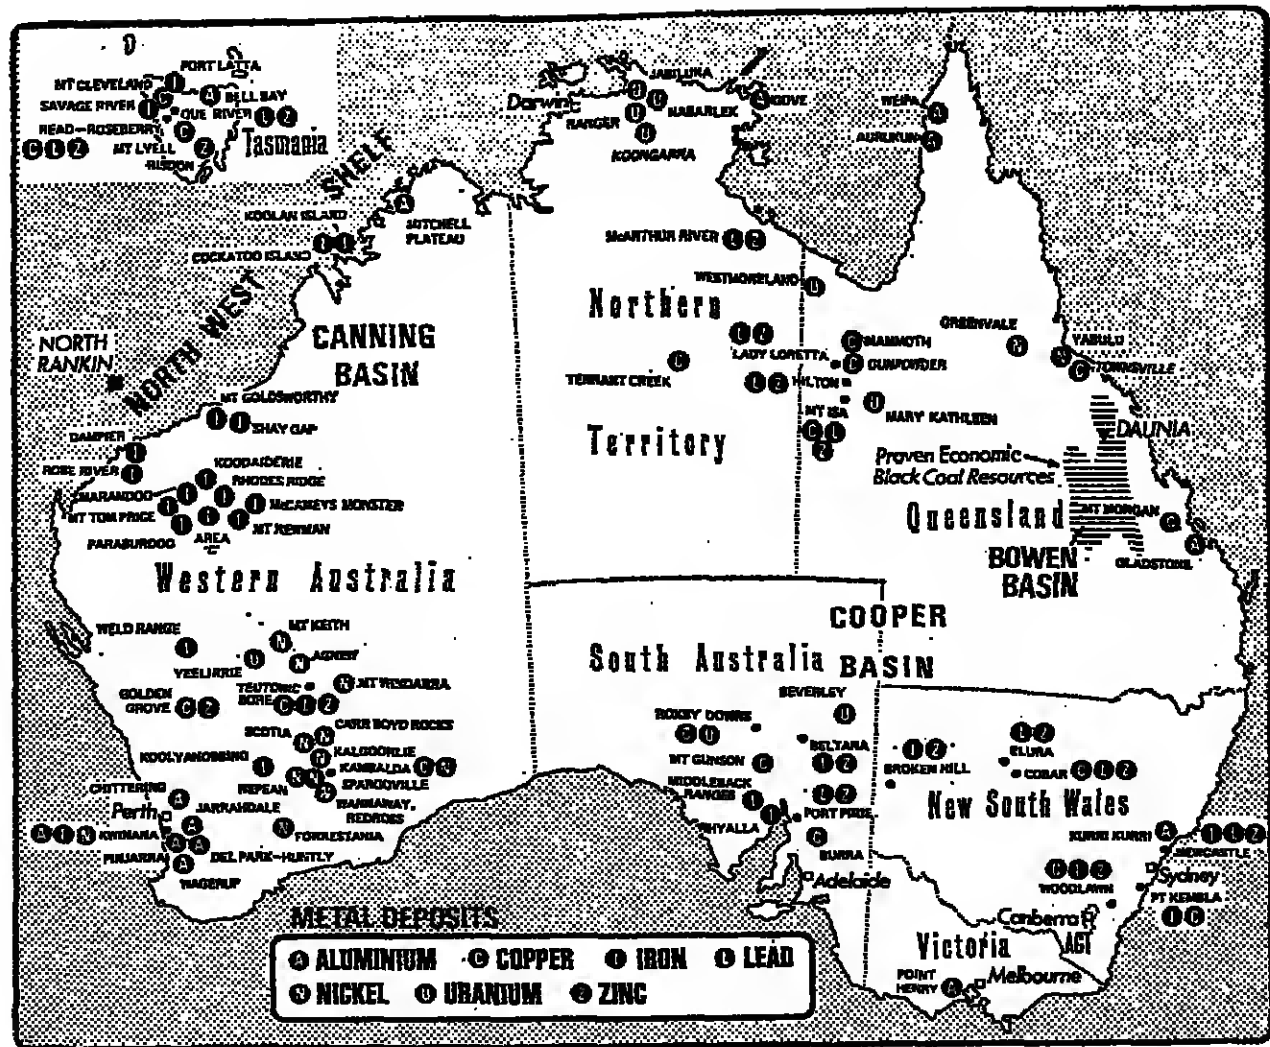 PORT LATTA
MT CLEVELAND
SAVAGE RIVER
BELL BAY
QUE RIVER
READ-ROSEBERY
MT LYELL
RISDON
Tasmania
NORTH WEST SHELF
KOOLAN ISLAND
COCKATOO ISLAND
MITCHELL
PLATEAU
NORTH
RANKIN
CANNING
BASIN
Darwin
JABILUKA
NABARLEK
RANGER
KOONGARRA
GOVE
WEIPA
AURUKUN
McARTHUR RIVER
WESTMORELAND
Northern
Territory
LADY LORETTA
TENNANT CREEK
HILTON
MAMMOTH
GUNPOWDER
MT ISA
MARY KATHLEEN
GREENVALE
YABULU
TOWNSVILLE
DAUNIA
Proven Economic
Black Coal Resources
Queensland
MT MORGAN
BOWEN
BASIN
GLADSTONE
MT GOLDSWORTHY
SHAY GAP
DAMPIER
ROBE RIVER
KOODAIDERIE
RHODES RIDGE
MARANDOO
McCAMEYS MONSTER
MT TOM PRICE
MT NEWMAN
PARABURDOO
AREA
"C"
Western Australia
WELD RANGE
MT KEITH
YEELIRRIE
AGNEW
TEUTONIC
BORE
MT WINDARRA
GOLDEN
GROVE
SCOTIA
CARR BOYD ROCKS
KALGOORLIE
KOOLYANOBBING
KAMBALDA
NEPEAN
SPARGOVILLE
WANNAWAY,
REDROSS
CHITTERING
Perth
JARRAHDALE
KWINANA
FORRESTANIA
PINJARRA
DEL PARK-HUNTLY
WAGERUP
COOPER
BASIN
South Australia
BEVERLEY
ROXBY DOWNS
BELTANA
MT GUNSON
MIDDLEBACK
RANGES
WHYALLA
PORT PIRIE
BURRA
Adelaide
ELURA
BROKEN HILL
COBAR
New South Wales
KURRI KURRI
NEWCASTLE
WOODLAWN
Sydney
PT KEMBLA
Canberra
ACT
Victoria
POINT
HENRY
Melbourne
METAL DEPOSITS
A ALUMINIUM C COPPER I IRON L LEAD
N NICKEL U URANIUM Z ZINC